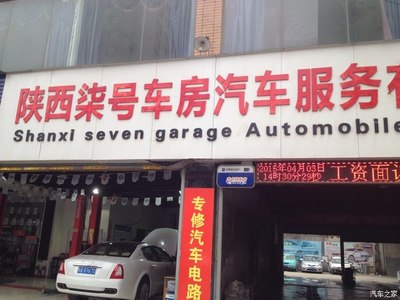 陕西柒号车房汽车服务有
Shanxi seven garage Automobile
2016年04月03日
14时30分29秒
工资面议
专修汽车电路
汽车之家